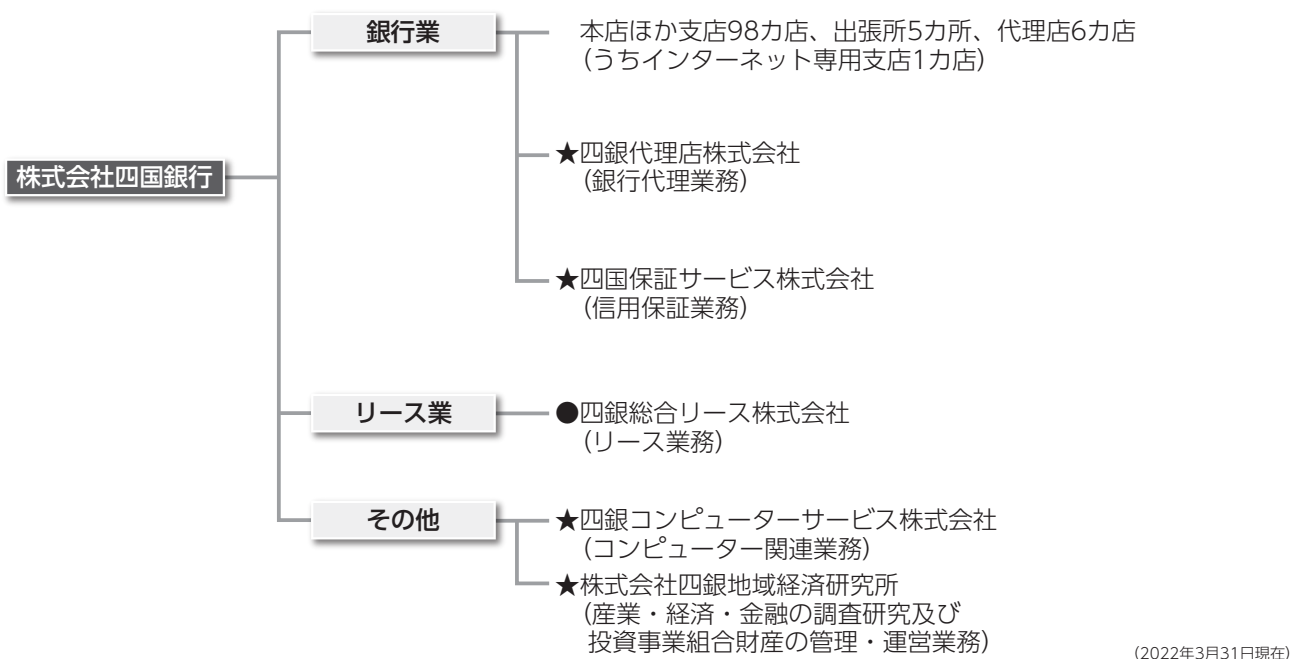 銀行業
本店ほか支店98カ店、出張所5カ所、代理店6カ店
(うちインターネット専用支店1カ店)
★四銀代理店株式会社
(銀行代理業務)
株式会社四国銀行
★四国保証サービス株式会社
(信用保証業務)
リース業
●四銀総合リース株式会社
(リース業務)
その他
★四銀コンピューターサービス株式会社
(コンピューター関連業務)
★株式会社四銀地域経済研究所
(産業・経済・金融の調査研究及び
投資事業組合財産の管理・運営業務)
(2022年3月31日現在)